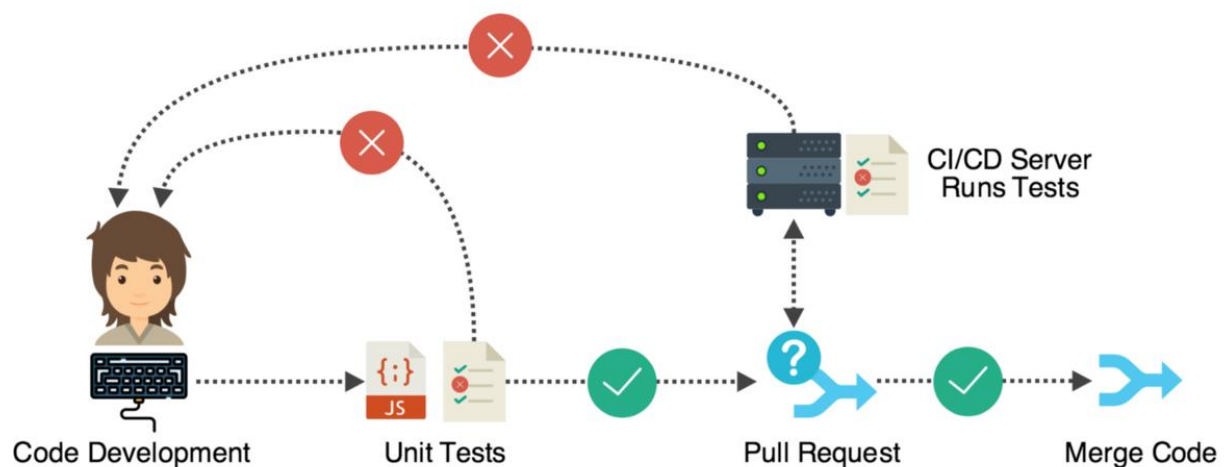 CI/CD Server
Runs Tests
{;}
JS
?
Code Development
Unit Tests
Pull Request
Merge Code